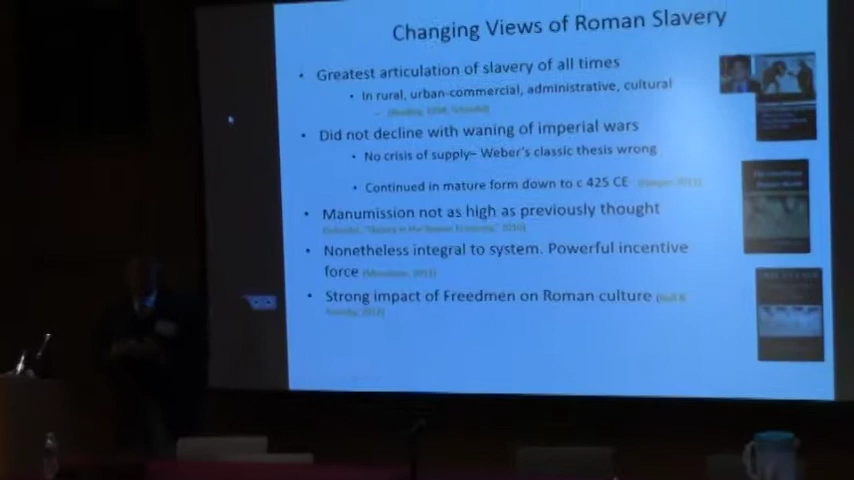 Changing Views of Roman Slavery
• Greatest articulation of slavery of all times
• In rural, urban-commercial, administrative, cultural
• Did not decline with waning of imperial wars
• No crisis of supply– Weber's classic thesis wrong
• Continued in mature form down to c 425 CE
• Manumission not as high as previously thought
• Nonetheless integral to system. Powerful incentive
force
• Strong impact of Freedmen on Roman culture